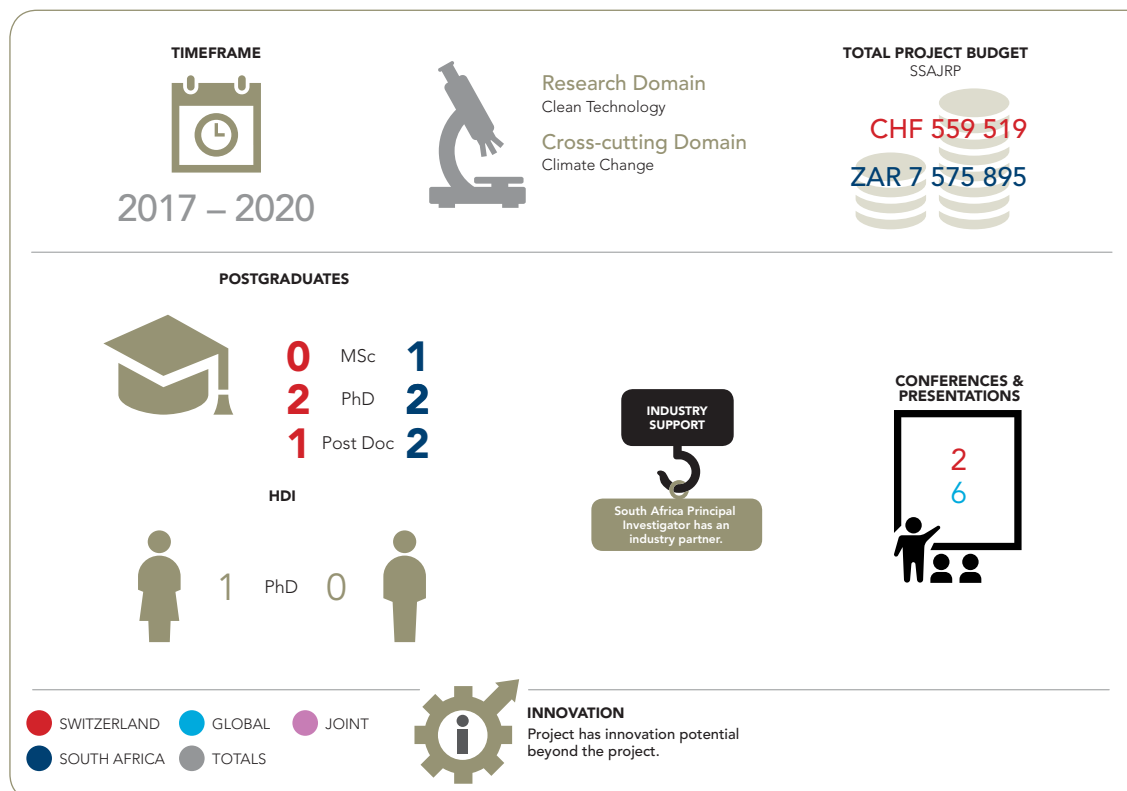 TIMEFRAME
2017 – 2020
Research Domain
Clean Technology
Cross-cutting Domain
Climate Change
TOTAL PROJECT BUDGET
SSAJRP
CHF 559 519
ZAR 7 575 895
POSTGRADUATES
0 MSc 1
2 PhD 2
1 Post Doc 2
HDI
1 PhD 0
INDUSTRY
SUPPORT
South Africa Principal
Investigator has an
industry partner.
CONFERENCES &
PRESENTATIONS
2
6
SWITZERLAND GLOBAL JOINT
SOUTH AFRICA TOTALS
i
INNOVATION
Project has innovation potential
beyond the project.